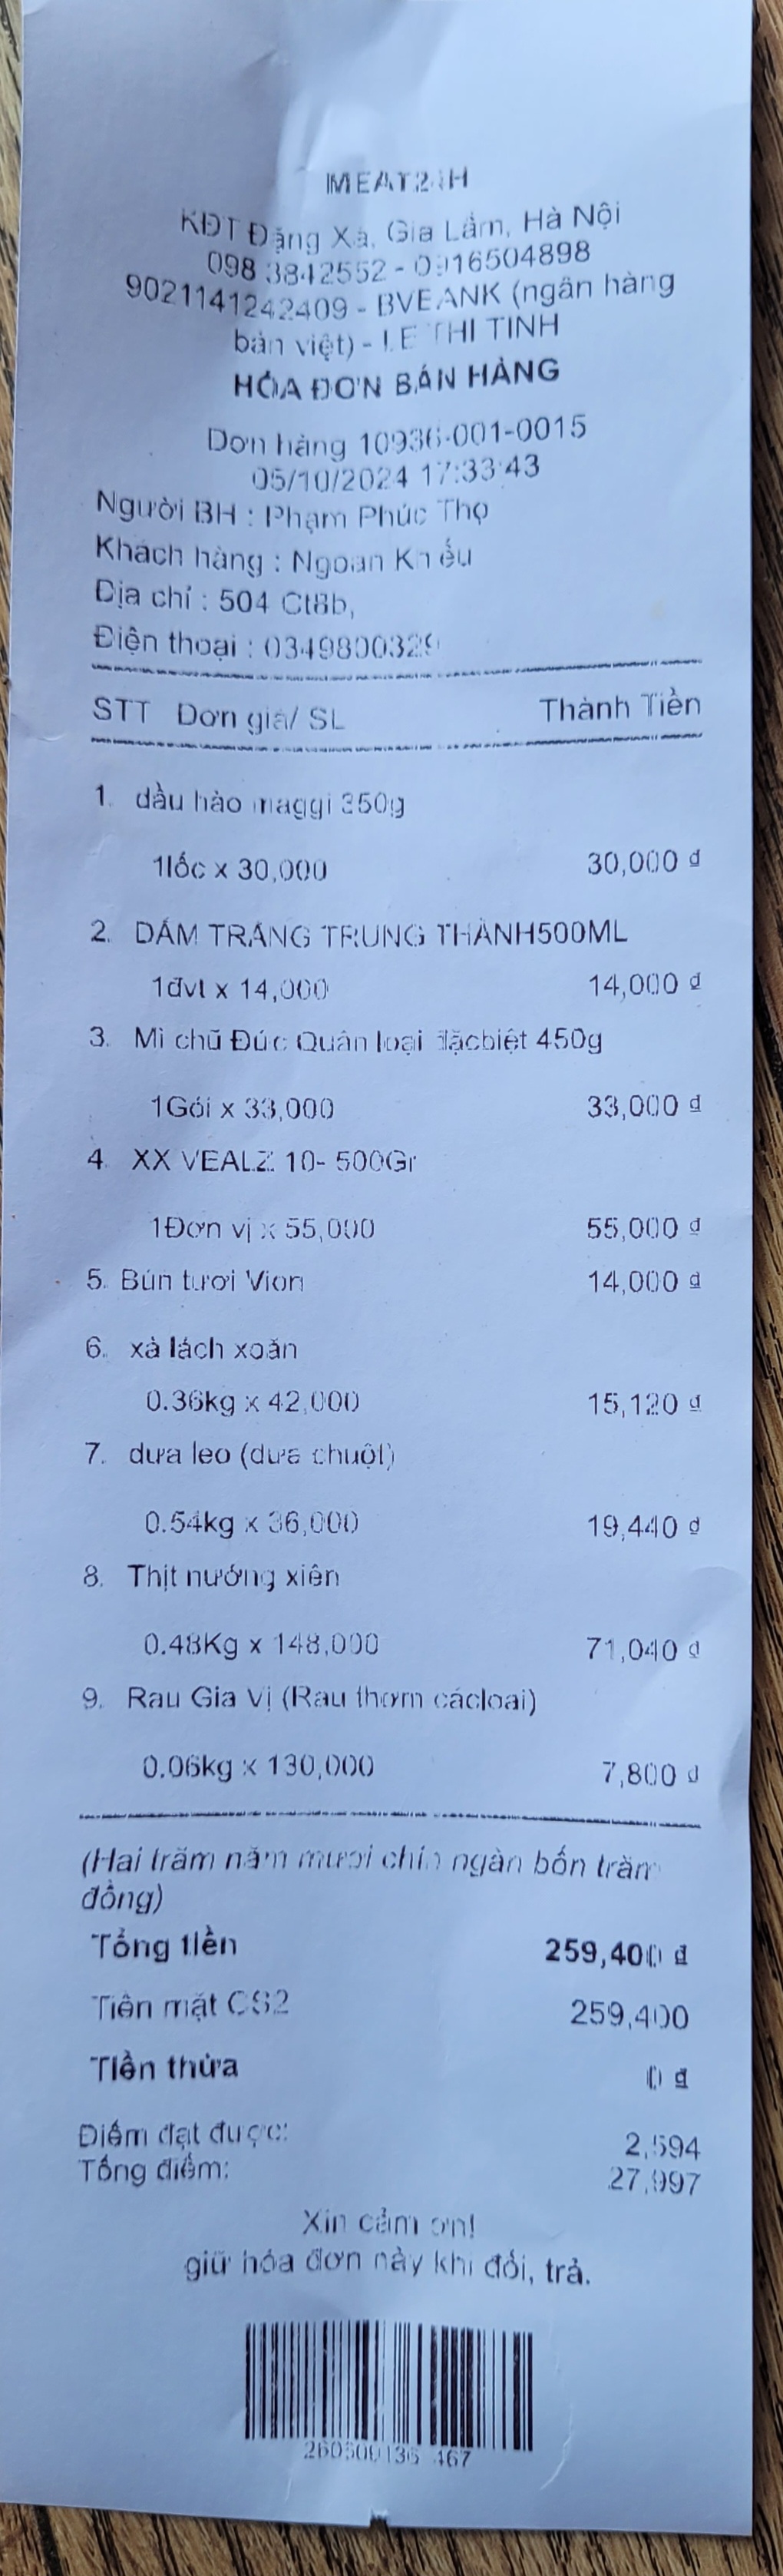 MEAT24H
KĐT Đặng Xá, Gia Lâm, Hà Nội
098 3842552 - 0916504898
9021141242409 - BVBANK (ngân hàng
bản việt) - LE THI TINH
HÓA ĐƠN BÁN HÀNG
Đơn hàng 10936-001-0015
05/10/2024 17:33:43
Người BH : Phạm Phúc Thọ
Khách hàng : Ngoan Khiếu
Địa chỉ : 504 Ct8b,
Điện thoại : 0349800329
STT Đơn giá/ SL Thành Tiền
1. dầu hào maggi 350g
1lốc x 30,000 30,000 đ
2. DẤM TRẮNG TRUNG THÀNH500ML
1đvt x 14,000 14,000 đ
3. Mì chũ Đúc Quân loại đặcbiệt 450g
1Gói x 33,000 33,000 đ
4. XX VEALZ 10- 500Gr
1Đơn vị x 55,000 55,000 đ
5. Bún tươi Vion 14,000 đ
6. xà lách xoăn
0.36kg x 42,000 15,120 đ
7. dưa leo (dưa chuột)
0.54kg x 36,000 19,440 đ
8. Thịt nướng xiên
0.48Kg x 148,000 71,040 đ
9. Rau Gia Vị (Rau thơm cácloai)
0.06kg x 130,000 7,800 đ
(Hai trăm năm mươi chín ngàn bốn trăm
đồng)
Tổng tiền 259,400 đ
Tiền mặt CS2 259,400
Tiền thừa 0 đ
Điểm đạt được: 2,594
Tổng điểm: 27,997
Xin cảm ơn!
giữ hóa đơn này khi đổi, trả.